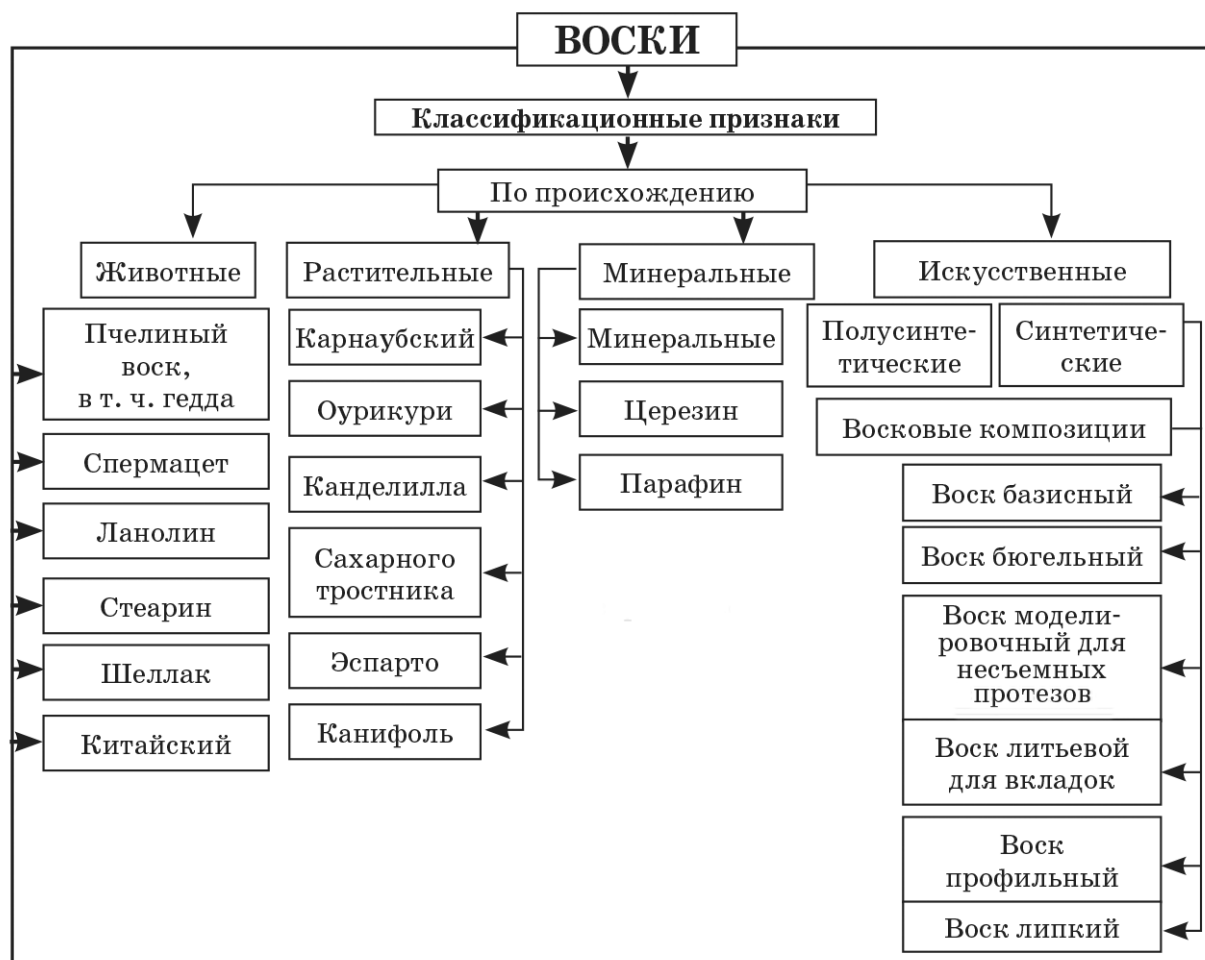 ВОСКИ
Классификационные признаки
По происхождению
Животные
Пчелиный
воск,
в т. ч. гедда
Спермацет
Ланолин
Стеарин
Шеллак
Китайский
Растительные
Карнаубский
Оурикури
Канделилла
Сахарного
тростника
Эспарто
Канифоль
Минеральные
Минеральные
Церезин
Парафин
Искусственные
Полусинте-
тические
Синтетиче-
ские
Восковые композиции
Воск базисный
Воск бюгельный
Воск модели-
ровочный для
несъемных
протезов
Воск литьевой
для вкладок
Воск
профильный
Воск липкий